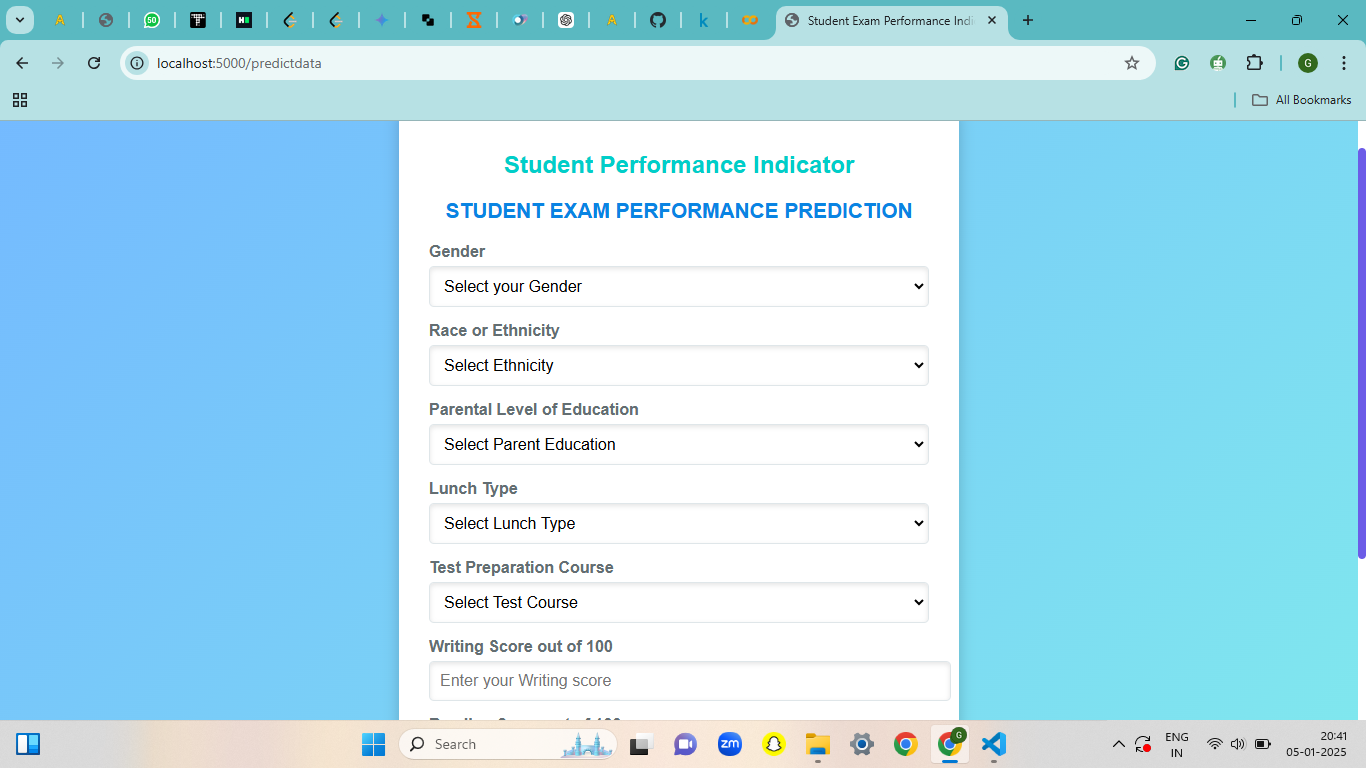 50
Student Exam Performance Indi
localhost:5000/predictdata
G
All Bookmarks
Student Performance Indicator
STUDENT EXAM PERFORMANCE PREDICTION
Gender
Select your Gender
Race or Ethnicity
Select Ethnicity
Parental Level of Education
Select Parent Education
Lunch Type
Select Lunch Type
Test Preparation Course
Select Test Course
Writing Score out of 100
Enter your Writing score
Search
zm
G
ENG
IN
20:41
05-01-2025